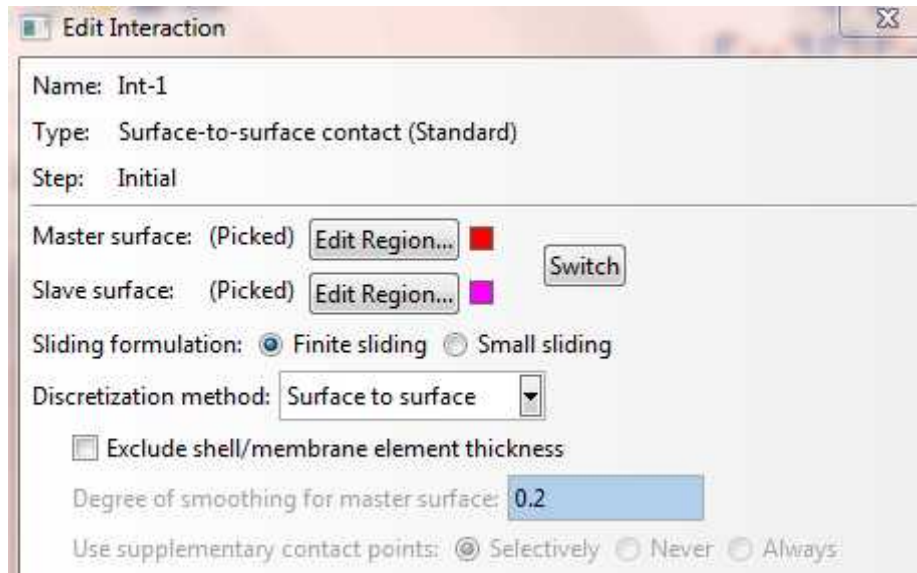 Edit Interaction
Name: Int-1
Type: Surface-to-surface contact (Standard)
Step: Initial
Master surface: (Picked) Edit Region...
Switch
Slave surface: (Picked) Edit Region...
Sliding formulation: Finite sliding Small sliding
Discretization method: Surface to surface
Exclude shell/membrane element thickness
Degree of smoothing for master surface: 0.2
Use supplementary contact points: Selectively Never Always